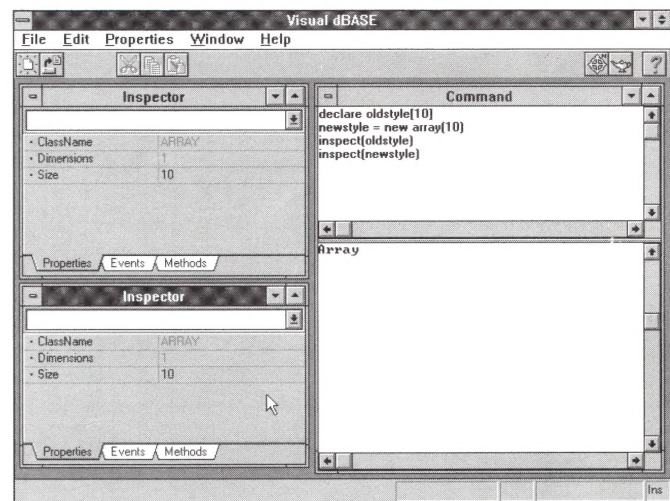 Visual dBASE
File Edit Properties Window Help
?
Inspector
ClassName ARRAY
Dimensions 1
Size 10
Properties Events Methods
Inspector
ClassName ARRAY
Dimensions 1
Size 10
Properties Events Methods
Command
declare oldstyle[10]
newstyle = new array[10]
inspect(oldstyle)
inspect(newstyle)
Array
Ins